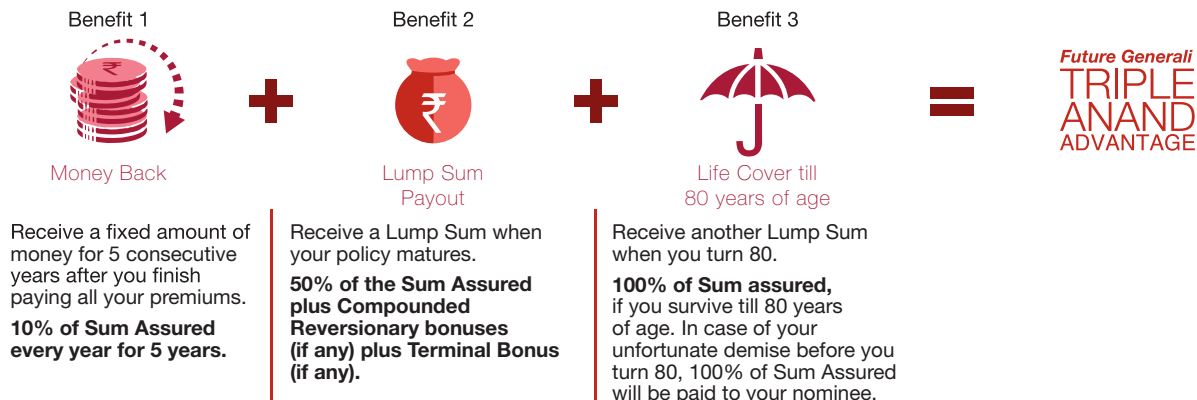 Benefit 1
Money Back
Receive a fixed amount of
money for 5 consecutive
years after you finish
paying all your premiums.
10% of Sum Assured
every year for 5 years.
Benefit 2
Lump Sum
Payout
Receive a Lump Sum when
your policy matures.
50% of the Sum Assured
plus Compounded
Reversionary bonuses
(if any) plus Terminal Bonus
(if any).
Benefit 3
Life Cover till
80 years of age
Receive another Lump Sum
when you turn 80.
100% of Sum assured,
if you survive till 80 years
of age. In case of your
unfortunate demise before you
turn 80, 100% of Sum Assured
will be paid to your nominee.
Future Generali
TRIPLE
ANAND
ADVANTAGE